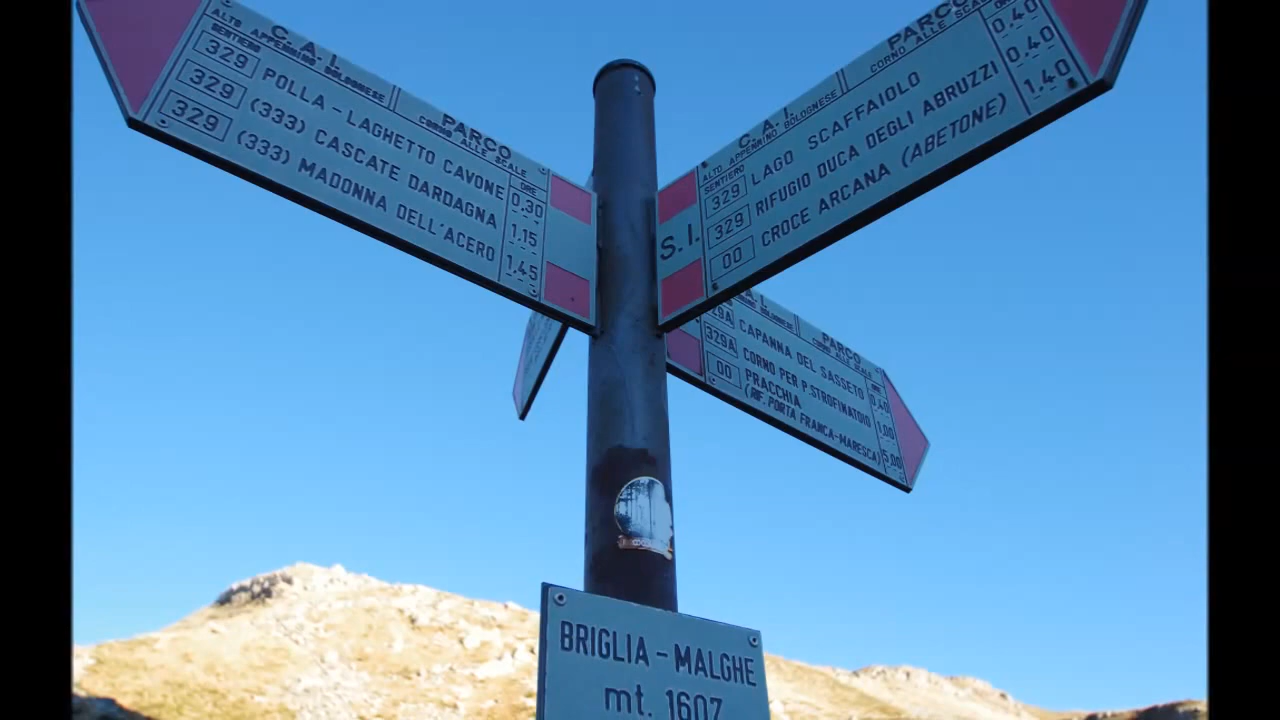 C.A.I.
ALTO APPENNINO BOLOGNESE
PARCO
CORNO ALLE SCALE
SENTIERO
ORE
329 POLLA - LAGHETTO CAVONE 0.30
329 (333) CASCATE DARDAGNA 1.15
329 (333) MADONNA DELL'ACERO 1.45
C.A.I.
ALTO APPENNINO BOLOGNESE
PARCO
CORNO ALLE SCALE
SENTIERO
ORE
S.I.
329 LAGO SCAFFAIOLO 0.40
329 RIFUGIO DUCA DEGLI ABRUZZI 0.40
00 CROCE ARCANA (ABETONE) 1.40
BOLOGNESE
PARCO
CORNO ALLE SCALE
ORE
329A CAPANNA DEL SASSETO 0.40
329A CORNO PER P.STROFINATOIO 1.00
00 PRACCHIA
(RIF. PORTA FRANCA-MARESCA) 5.00
BRIGLIA - MALGHE
mt. 1607